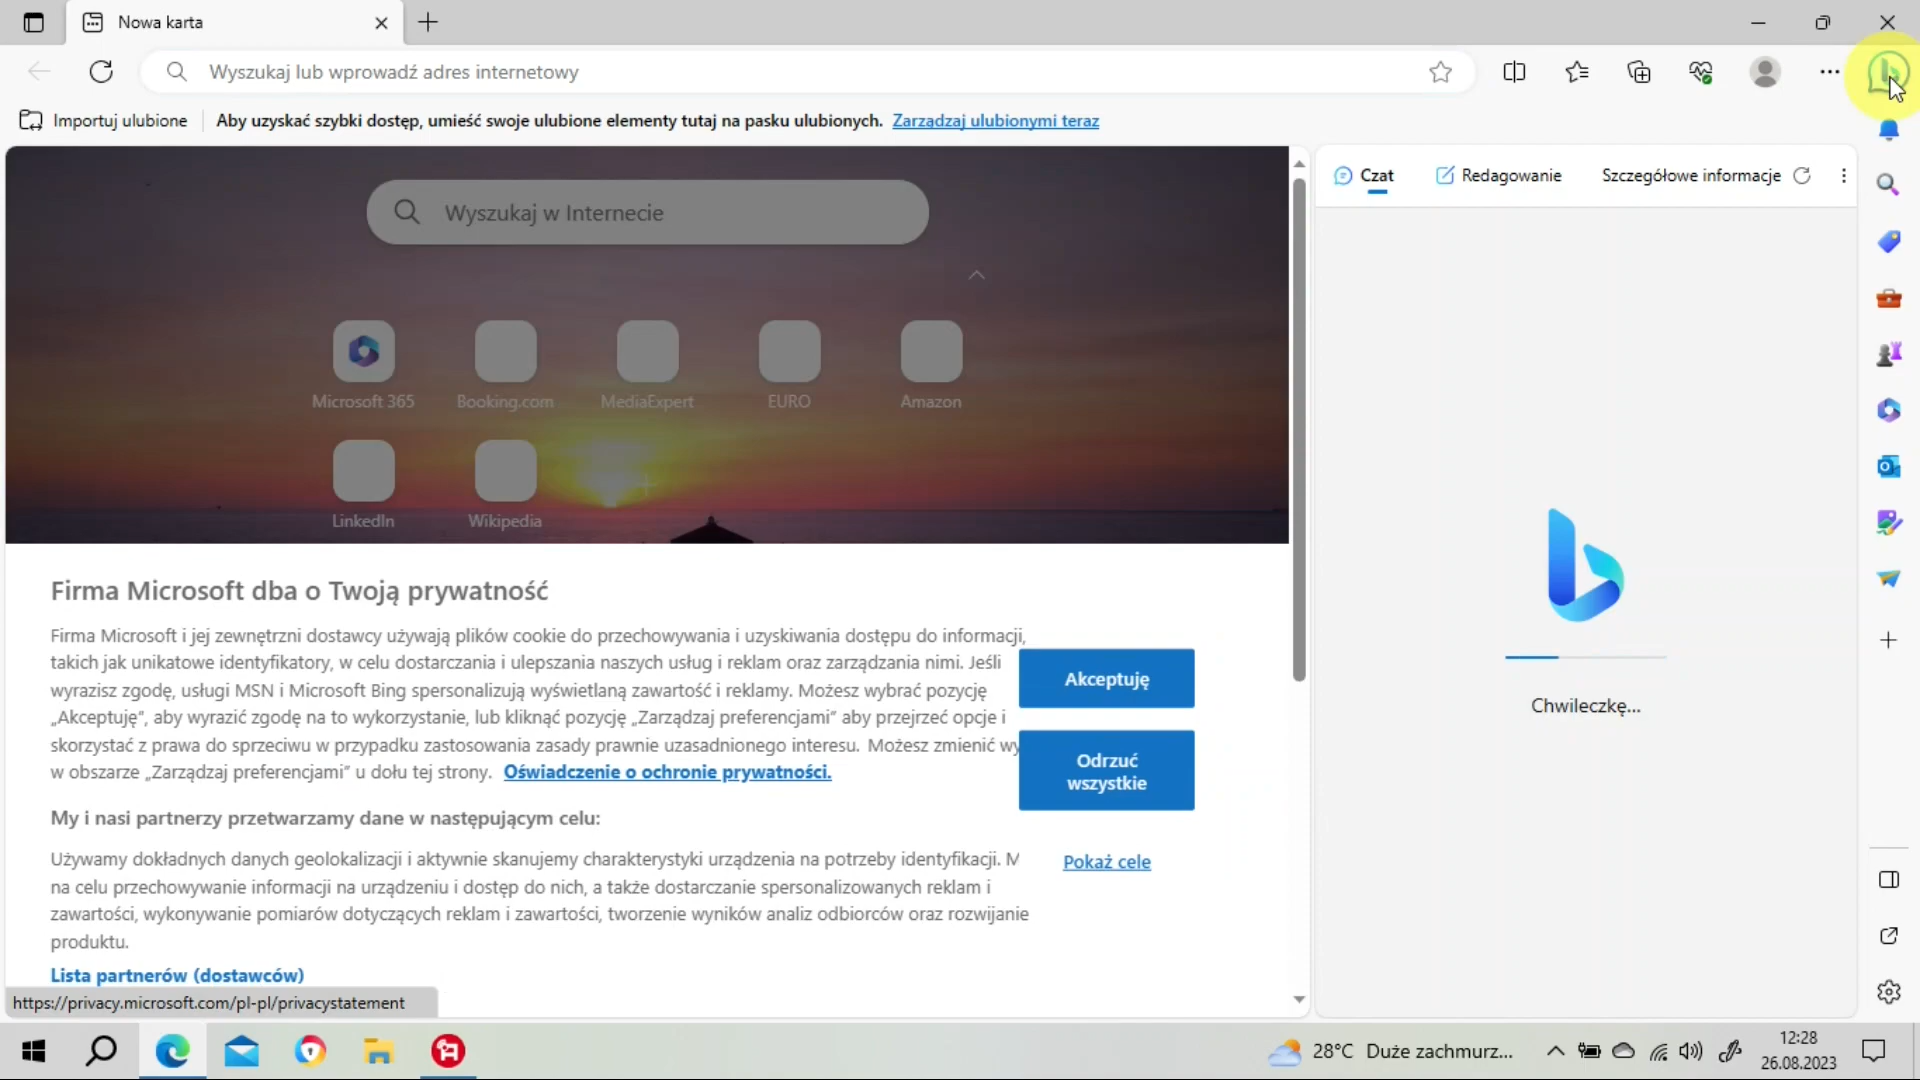 Nowa karta
Wyszukaj lub wprowadź adres internetowy
Importuj ulubione
Aby uzyskać szybki dostęp, umieść swoje ulubione elementy tutaj na pasku ulubionych. Zarządzaj ulubionymi teraz
Wyszukaj w Internecie
Microsoft 365
Booking.com
MediaExpert
EURO
Amazon
LinkedIn
Wikipedia
Firma Microsoft dba o Twoją prywatność
Firma Microsoft i jej zewnętrzni dostawcy używają plików cookie do przechowywania i uzyskiwania dostępu do informacji,
takich jak unikatowe identyfikatory, w celu dostarczania i ulepszania naszych usług i reklam oraz zarządzania nimi. Jeśli
wyrazisz zgodę, usługi MSN i Microsoft Bing spersonalizują wyświetlaną zawartość i reklamy. Możesz wybrać pozycję
„Akceptuję”, aby wyrazić zgodę na to wykorzystanie, lub kliknąć pozycję „Zarządzaj preferencjami” aby przejrzeć opcje i
skorzystać z prawa do sprzeciwu w przypadku zastosowania zasady prawnie uzasadnionego interesu. Możesz zmienić wy
w obszarze „Zarządzaj preferencjami” u dołu tej strony. Oświadczenie o ochronie prywatności.
My i nasi partnerzy przetwarzamy dane w następującym celu:
Używamy dokładnych danych geolokalizacji i aktywnie skanujemy charakterystyki urządzenia na potrzeby identyfikacji. M
na celu przechowywanie informacji na urządzeniu i dostęp do nich, a także dostarczanie spersonalizowanych reklam i
zawartości, wykonywanie pomiarów dotyczących reklam i zawartości, tworzenie wyników analiz odbiorców oraz rozwijanie
produktu.
Lista partnerów (dostawców)
Akceptuję
Odrzuć
wszystkie
Pokaż cele
https://privacy.microsoft.com/pl-pl/privacystatement
Czat
Redagowanie
Szczegółowe informacje
Chwileczkę...
28°C Duże zachmurz...
12:28
26.08.2023